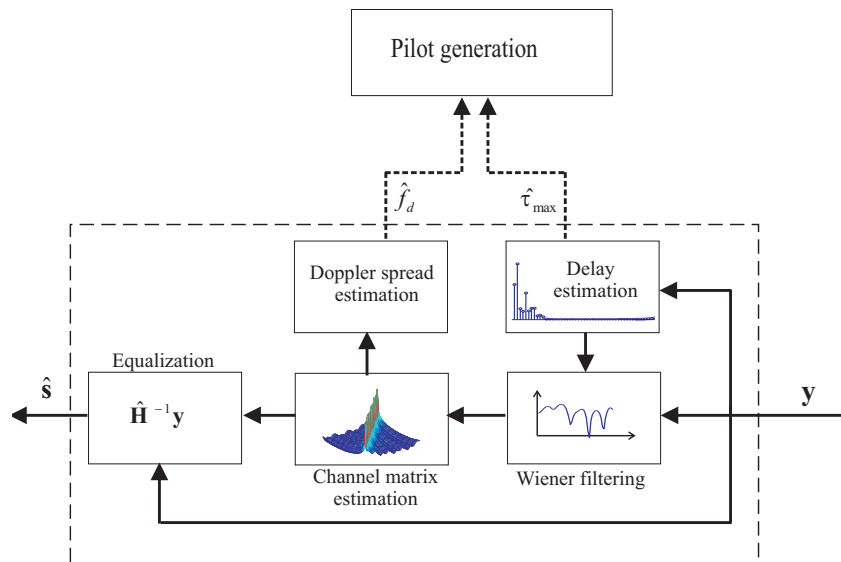 Pilot generation
f̂_d
τ̂_max
Doppler spread
estimation
Delay
estimation
Equalization
ŝ
Ĥ⁻¹y
y
Channel matrix
estimation
Wiener filtering